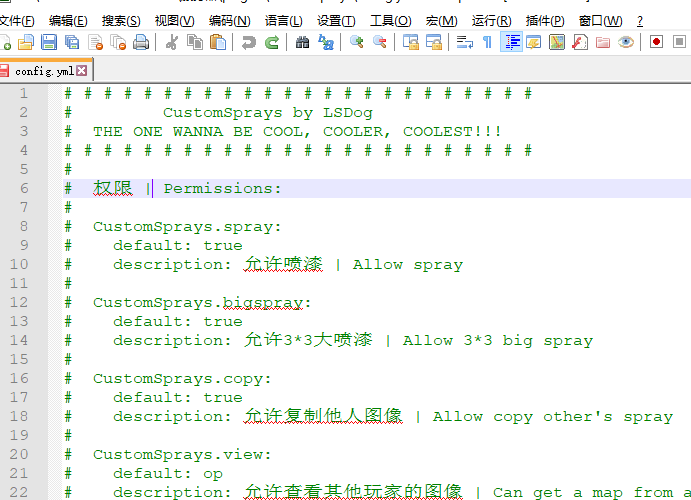 文件(F) 编辑(E) 搜索(S) 视图(V) 编码(N) 语言(L) 设置(T) 工具(O) 宏(M) 运行(R) 插件(P) 窗口(W) ?
config.yml
1 # # # # # # # # # # # # # # # # # # # # # # # #
2 # CustomSprays by LSDog
3 # THE ONE WANNA BE COOL, COOLER, COOLEST!!!
4 # # # # # # # # # # # # # # # # # # # # # # # #
5 #
6 # 权限 | Permissions:
7 #
8 # CustomSprays.spray:
9 # default: true
10 # description: 允许喷漆 | Allow spray
11 #
12 # CustomSprays.bigspray:
13 # default: true
14 # description: 允许3*3大喷漆 | Allow 3*3 big spray
15 #
16 # CustomSprays.copy:
17 # default: true
18 # description: 允许复制他人图像 | Allow copy other's spray
19 #
20 # CustomSprays.view:
21 # default: op
22 # description: 允许查看其他玩家的图像 | Can get a map from a